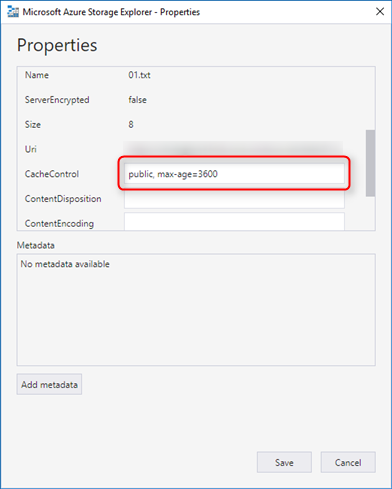 Microsoft Azure Storage Explorer - Properties
Properties
Name 01.txt
ServerEncrypted false
Size 8
Uri
CacheControl public, max-age=3600
ContentDisposition
ContentEncoding
Metadata
No metadata available
Add metadata
Save Cancel